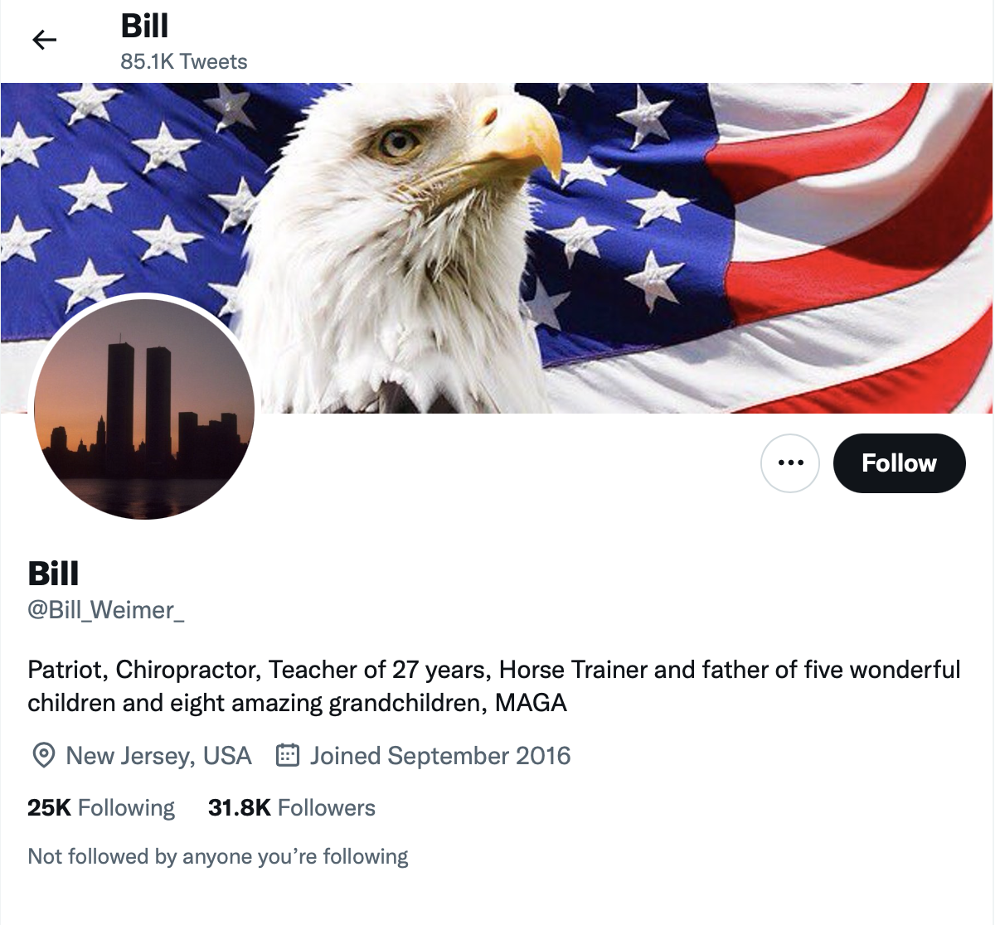 Bill
85.1K Tweets
Follow
Bill
@Bill_Weimer_
Patriot, Chiropractor, Teacher of 27 years, Horse Trainer and father of five wonderful
children and eight amazing grandchildren, MAGA
New Jersey, USA Joined September 2016
25K Following 31.8K Followers
Not followed by anyone you’re following